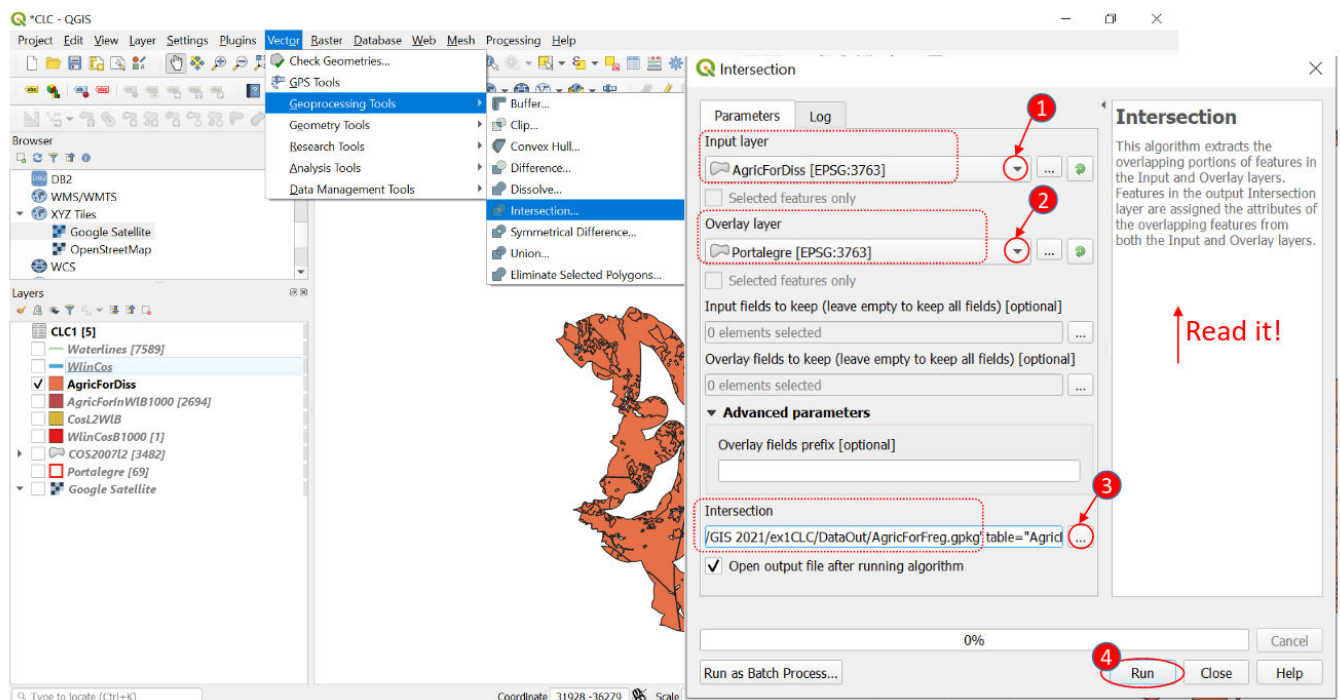 *CLC - QGIS
Project Edit View Layer Settings Plugins Vector Raster Database Web Mesh Processing Help
Check Geometries...
GPS Tools
Geoprocessing Tools
Geometry Tools
Research Tools
Analysis Tools
Data Management Tools
Buffer...
Clip...
Convex Hull...
Difference...
Dissolve...
Intersection...
Symmetrical Difference...
Union...
Eliminate Selected Polygons...
Browser
DB2
WMS/WMTS
XYZ Tiles
Google Satellite
OpenStreetMap
WCS
Layers
CLC1 [5]
Waterlines [7589]
WlinCos
AgricForDiss
AgricForInWlB1000 [2694]
CosL2WlB
WlinCosB1000 [1]
COS2007l2 [3482]
Portalegre [69]
Google Satellite
Type to locate (Ctrl+K)
Coordinate 31928,-36279 Scale
Intersection
Parameters Log
1
Input layer
AgricForDiss [EPSG:3763]
...
Selected features only
2
Overlay layer
Portalegre [EPSG:3763]
...
Selected features only
Input fields to keep (leave empty to keep all fields) [optional]
0 elements selected
...
Overlay fields to keep (leave empty to keep all fields) [optional]
0 elements selected
...
Advanced parameters
Overlay fields prefix [optional]
3
Intersection
/GIS 2021/ex1CLC/DataOut/AgricForFreg.gpkg' table="Agricl
...
Open output file after running algorithm
0%
Cancel
4
Run as Batch Process... Run Close Help
Intersection
This algorithm extracts the
overlapping portions of features in
the Input and Overlay layers.
Features in the output Intersection
layer are assigned the attributes of
the overlapping features from
both the Input and Overlay layers.
Read it!